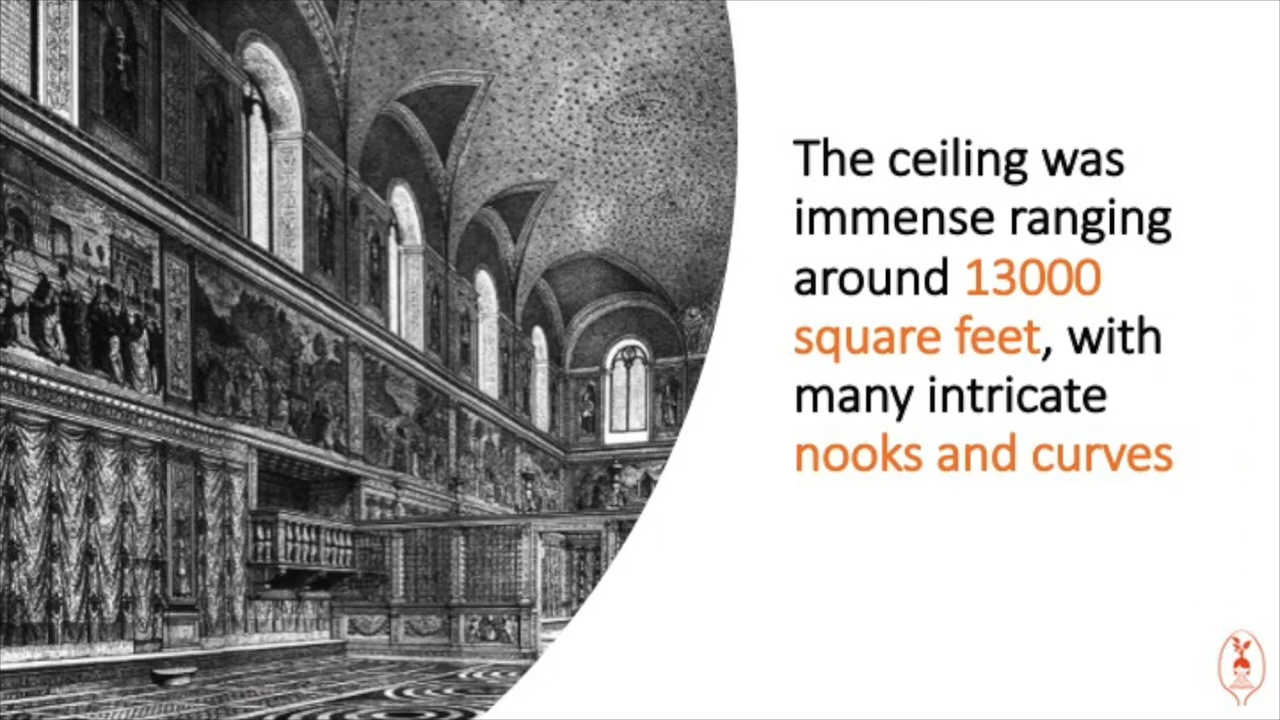 The ceiling was
immense ranging
around 13000
square feet, with
many intricate
nooks and curves